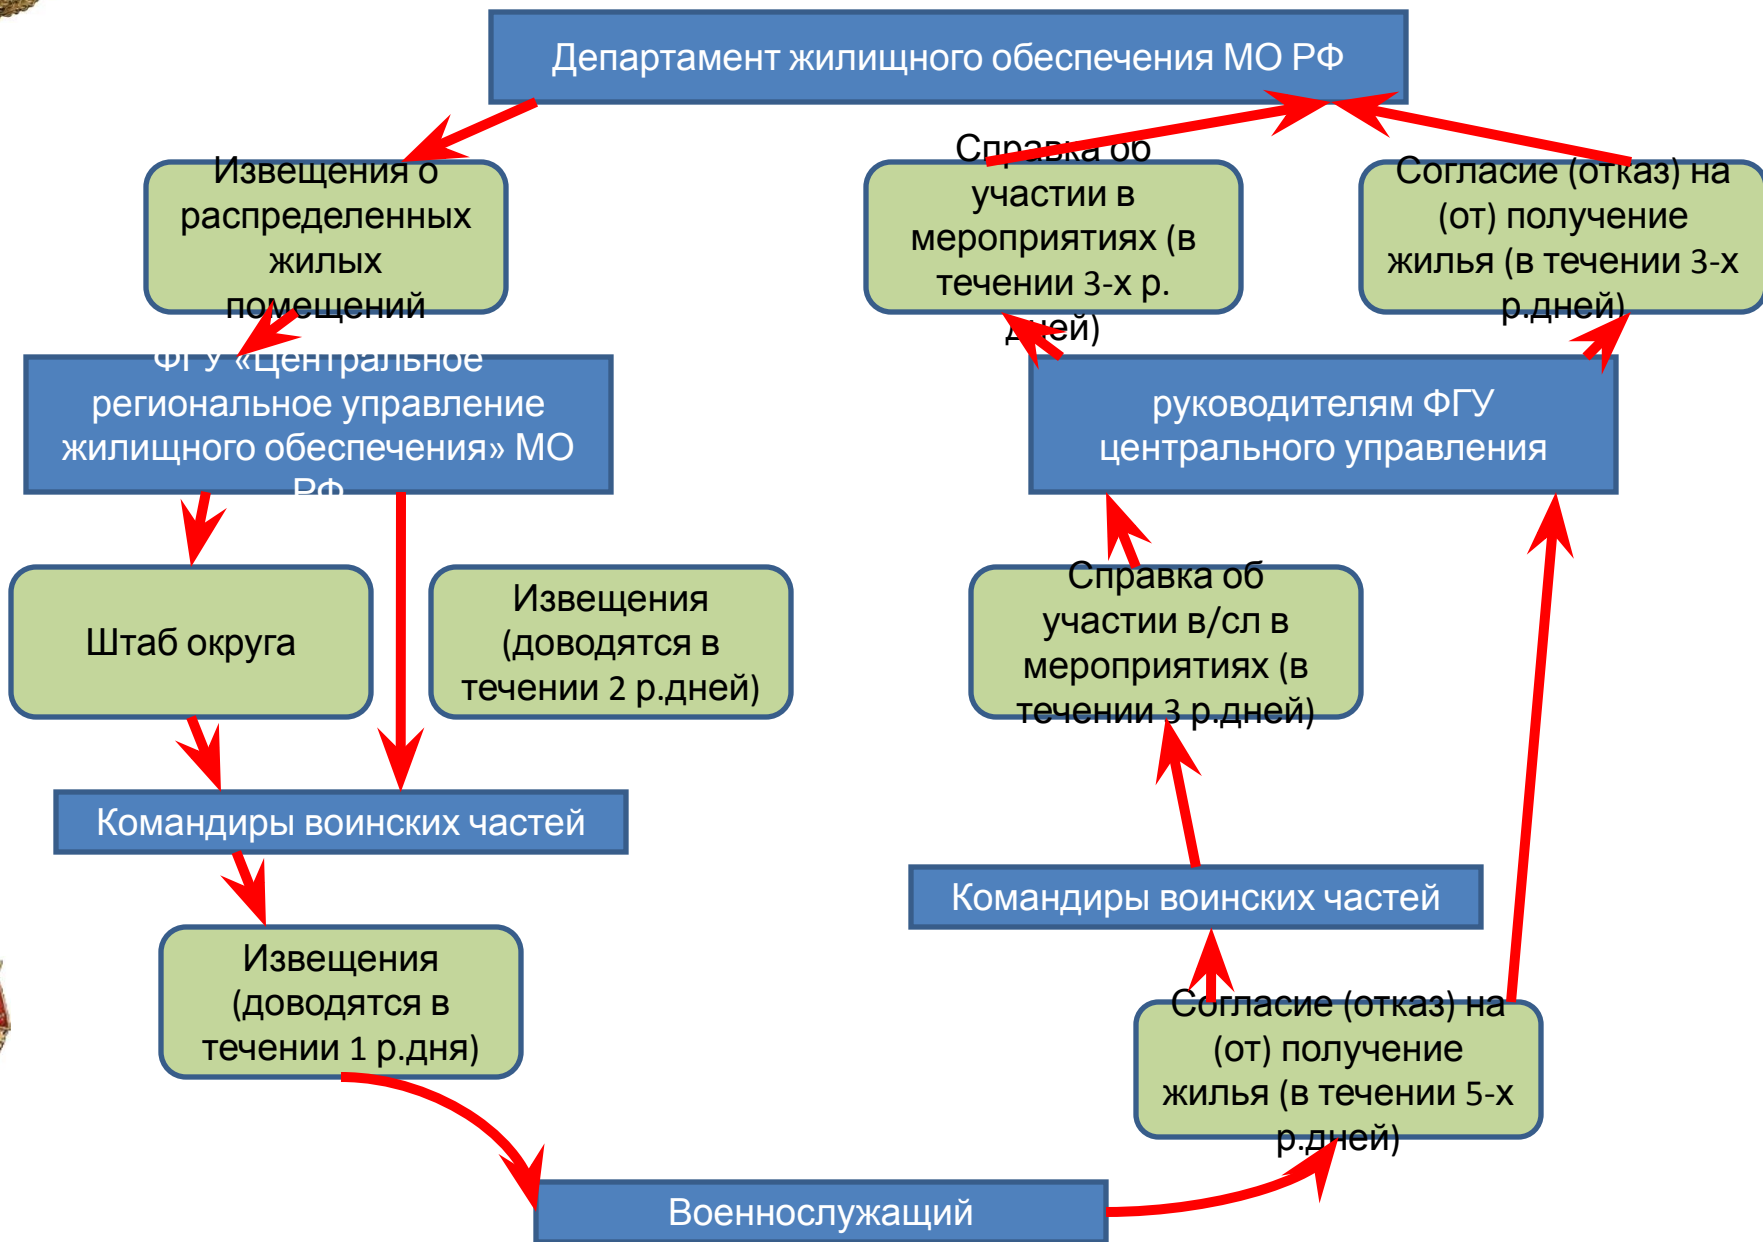 Департамент жилищного обеспечения МО РФ
Извещения о
распределенных
жилых
помещений
Справка об
участии в
мероприятиях (в
течении 3-х р.
дней)
Согласие (отказ) на
(от) получение
жилья (в течении 3-х
р.дней)
ФГУ «Центральное
региональное управление
жилищного обеспечения» МО
РФ
руководителям ФГУ
центрального управления
Штаб округа
Извещения
(доводятся в
течении 2 р.дней)
Справка об
участии в/сл в
мероприятиях (в
течении 3 р.дней)
Командиры воинских частей
Командиры воинских частей
Извещения
(доводятся в
течении 1 р.дня)
Согласие (отказ) на
(от) получение
жилья (в течении 5-х
р.дней)
Военнослужащий